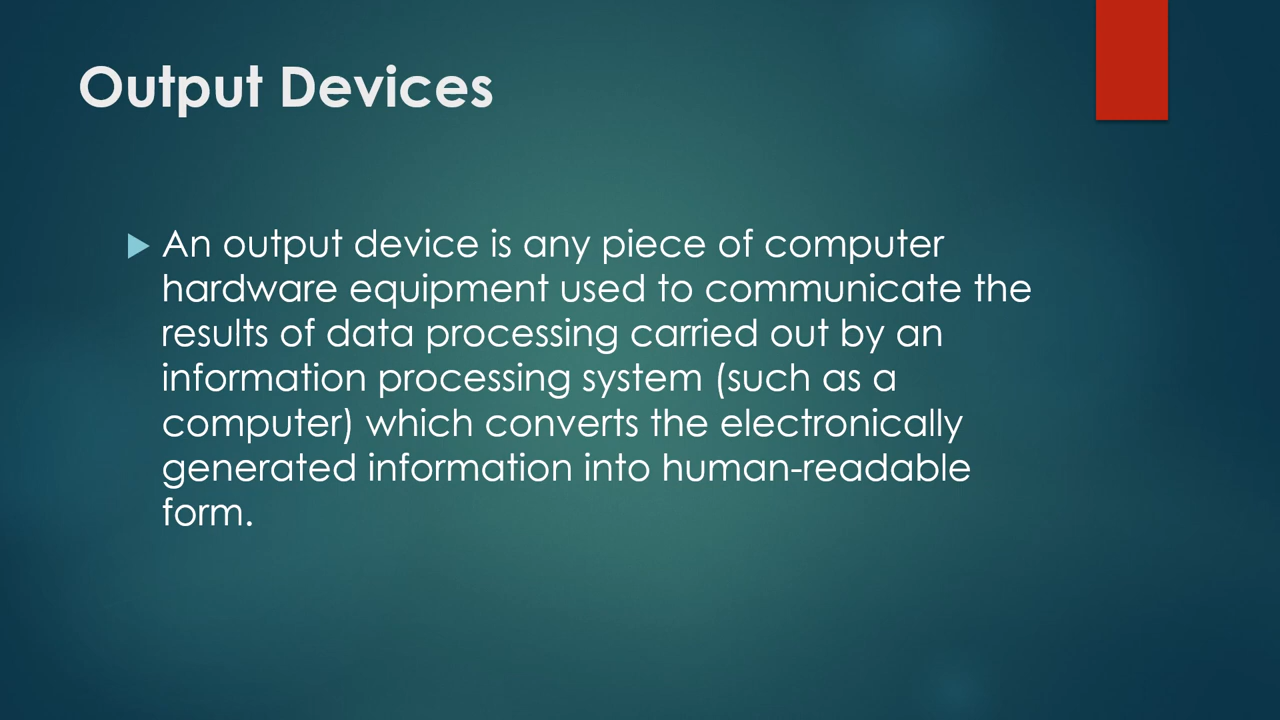 Output Devices
An output device is any piece of computer
hardware equipment used to communicate the
results of data processing carried out by an
information processing system (such as a
computer) which converts the electronically
generated information into human-readable
form.